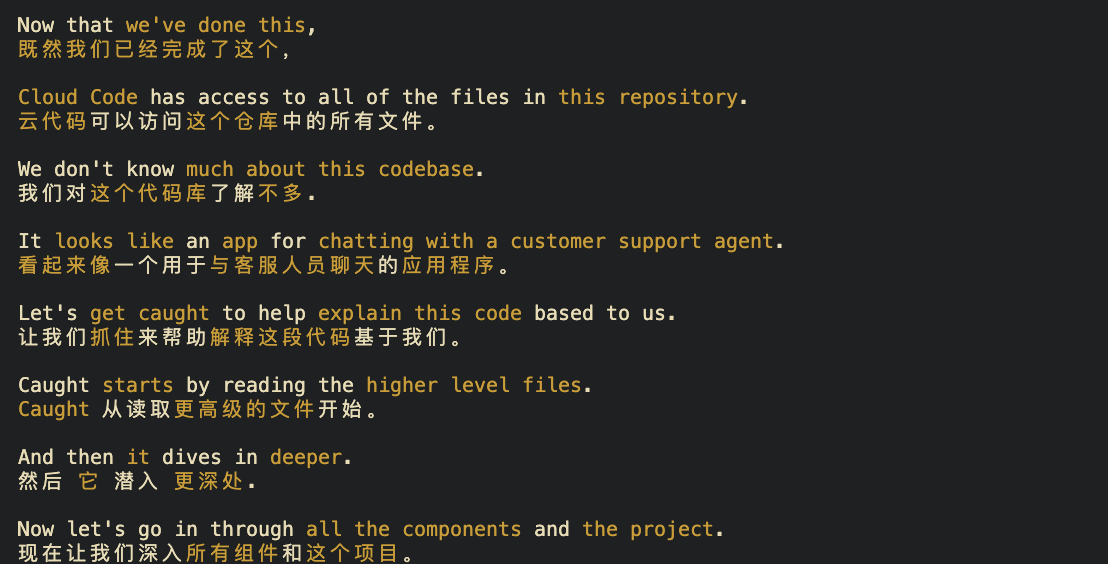 Now that we've done this,
既然我们已经完成了这个,
Cloud Code has access to all of the files in this repository.
云代码可以访问这个仓库中的所有文件。
We don't know much about this codebase.
我们对这个代码库了解不多.
It looks like an app for chatting with a customer support agent.
看起来像一个用于与客服人员聊天的应用程序。
Let's get caught to help explain this code based to us.
让我们抓住来帮助解释这段代码基于我们。
Caught starts by reading the higher level files.
Caught 从读取更高级的文件开始。
And then it dives in deeper.
然后 它 潜入 更深处.
Now let's go in through all the components and the project.
现在让我们深入所有组件和这个项目。